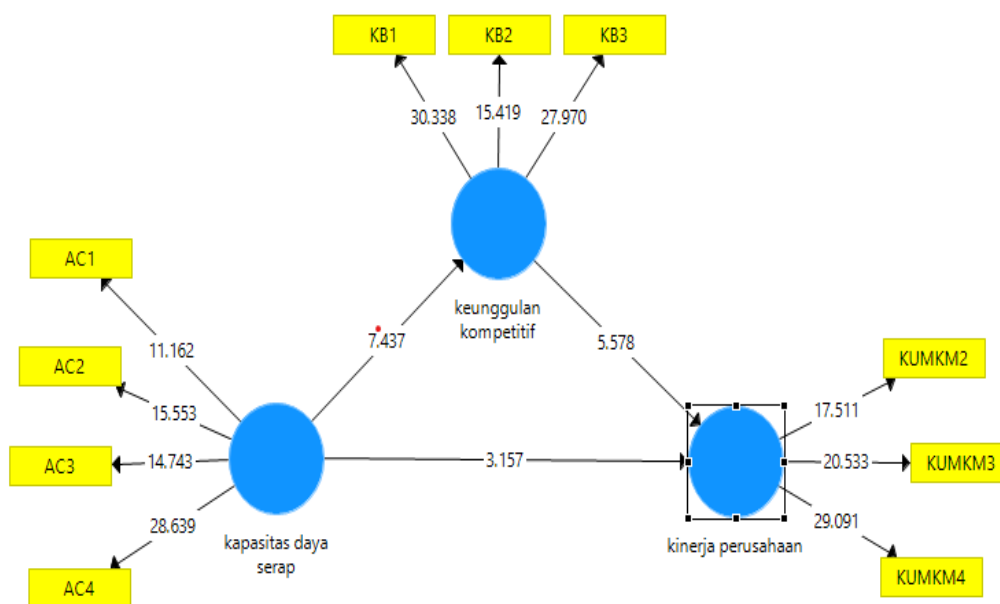 KB1
KB2
KB3
30.338
15.419
27.970
AC1
keunggulan
kompetitif
7.437
5.578
11.162
AC2
KUMKM2
15.553
17.511
AC3
14.743
3.157
20.533
KUMKM3
28.639
29.091
kapasitas daya
serap
kinerja perusahaan
AC4
KUMKM4